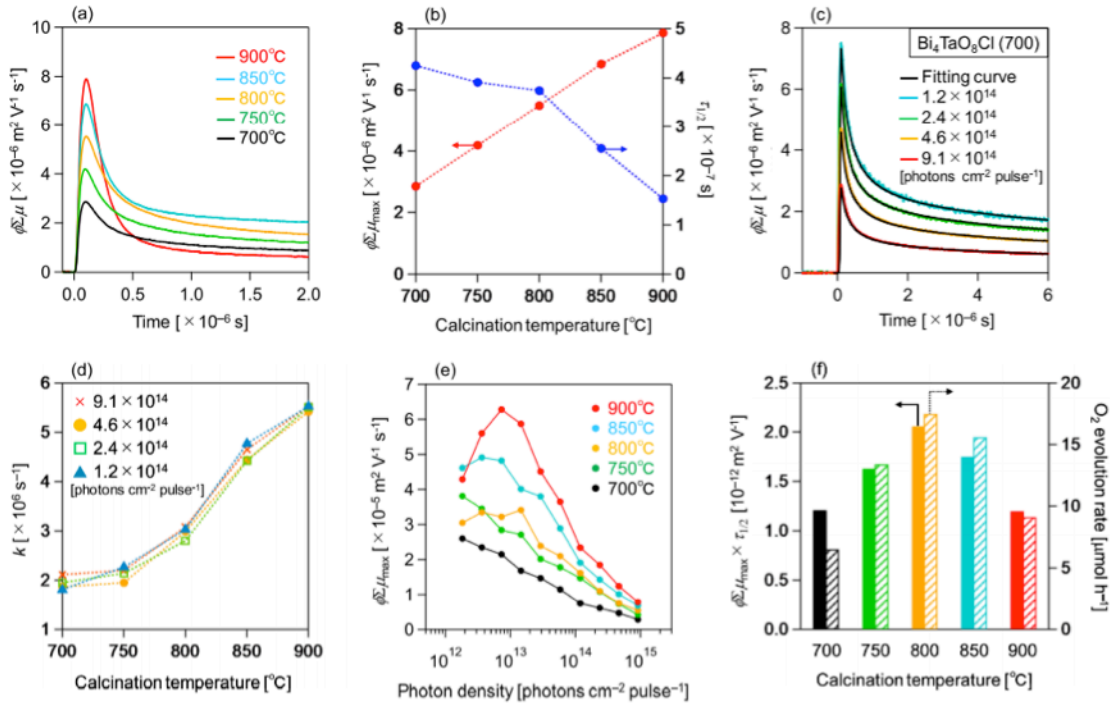 (a)
10
8
6
4
2
0
ϕΣμ [× 10⁻⁶ m² V⁻¹ s⁻¹]
900℃
850℃
800℃
750℃
700℃
0.0 0.5 1.0 1.5 2.0
Time [× 10⁻⁶ s]
(b)
8
6
4
2
0
ϕΣμmax [× 10⁻⁶ m² V⁻¹ s⁻¹]
5
4
3
2
1
0
τ1/2 [× 10⁻⁷ s]
700 750 800 850 900
Calcination temperature [℃]
(c)
10
8
6
4
2
0
ϕΣμ [× 10⁻⁶ m² V⁻¹ s⁻¹]
Bi₄TaO₈Cl (700)
Fitting curve
1.2 × 10¹⁴
2.4 × 10¹⁴
4.6 × 10¹⁴
9.1 × 10¹⁴
[photons cm⁻² pulse⁻¹]
0 2 4 6
Time [× 10⁻⁶ s]
(d)
6
5
4
3
2
1
k [× 10⁶ s⁻¹]
9.1 × 10¹⁴
4.6 × 10¹⁴
2.4 × 10¹⁴
1.2 × 10¹⁴
[photons cm⁻² pulse⁻¹]
700 750 800 850 900
Calcination temperature [℃]
(e)
7
6
5
4
3
2
1
0
ϕΣμmax [× 10⁻⁵ m² V⁻¹ s⁻¹]
900℃
850℃
800℃
750℃
700℃
10¹² 10¹³ 10¹⁴ 10¹⁵
Photon density [photons cm⁻² pulse⁻¹]
(f)
2.5
2.0
1.5
1.0
0.5
0.0
ϕΣμmax × τ1/2 [10⁻¹² m² V⁻¹]
20
15
10
5
0
O₂ evolution rate [μmol h⁻¹]
700 750 800 850 900
Calcination temperature [℃]